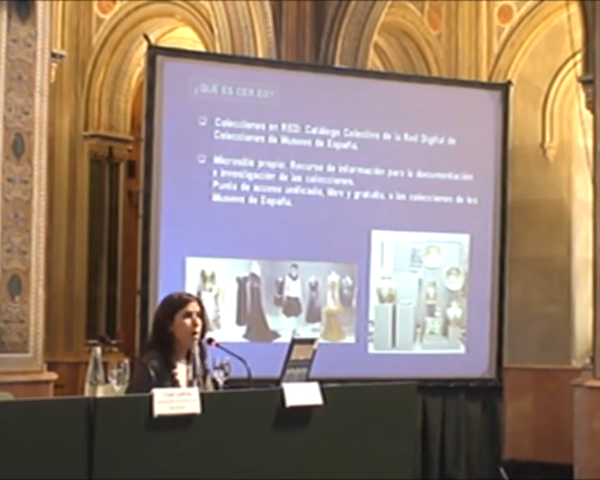 ¿QUÉ ES CER.ES?
Colecciones en RED: Catálogo Colectivo de la Red Digital de
Colecciones de Museos de España.
Micrositio propio: Recurso de información para la documentación
e investigación de las colecciones.
Punto de acceso unificado, libre y gratuito, a las colecciones de los
Museos de España.